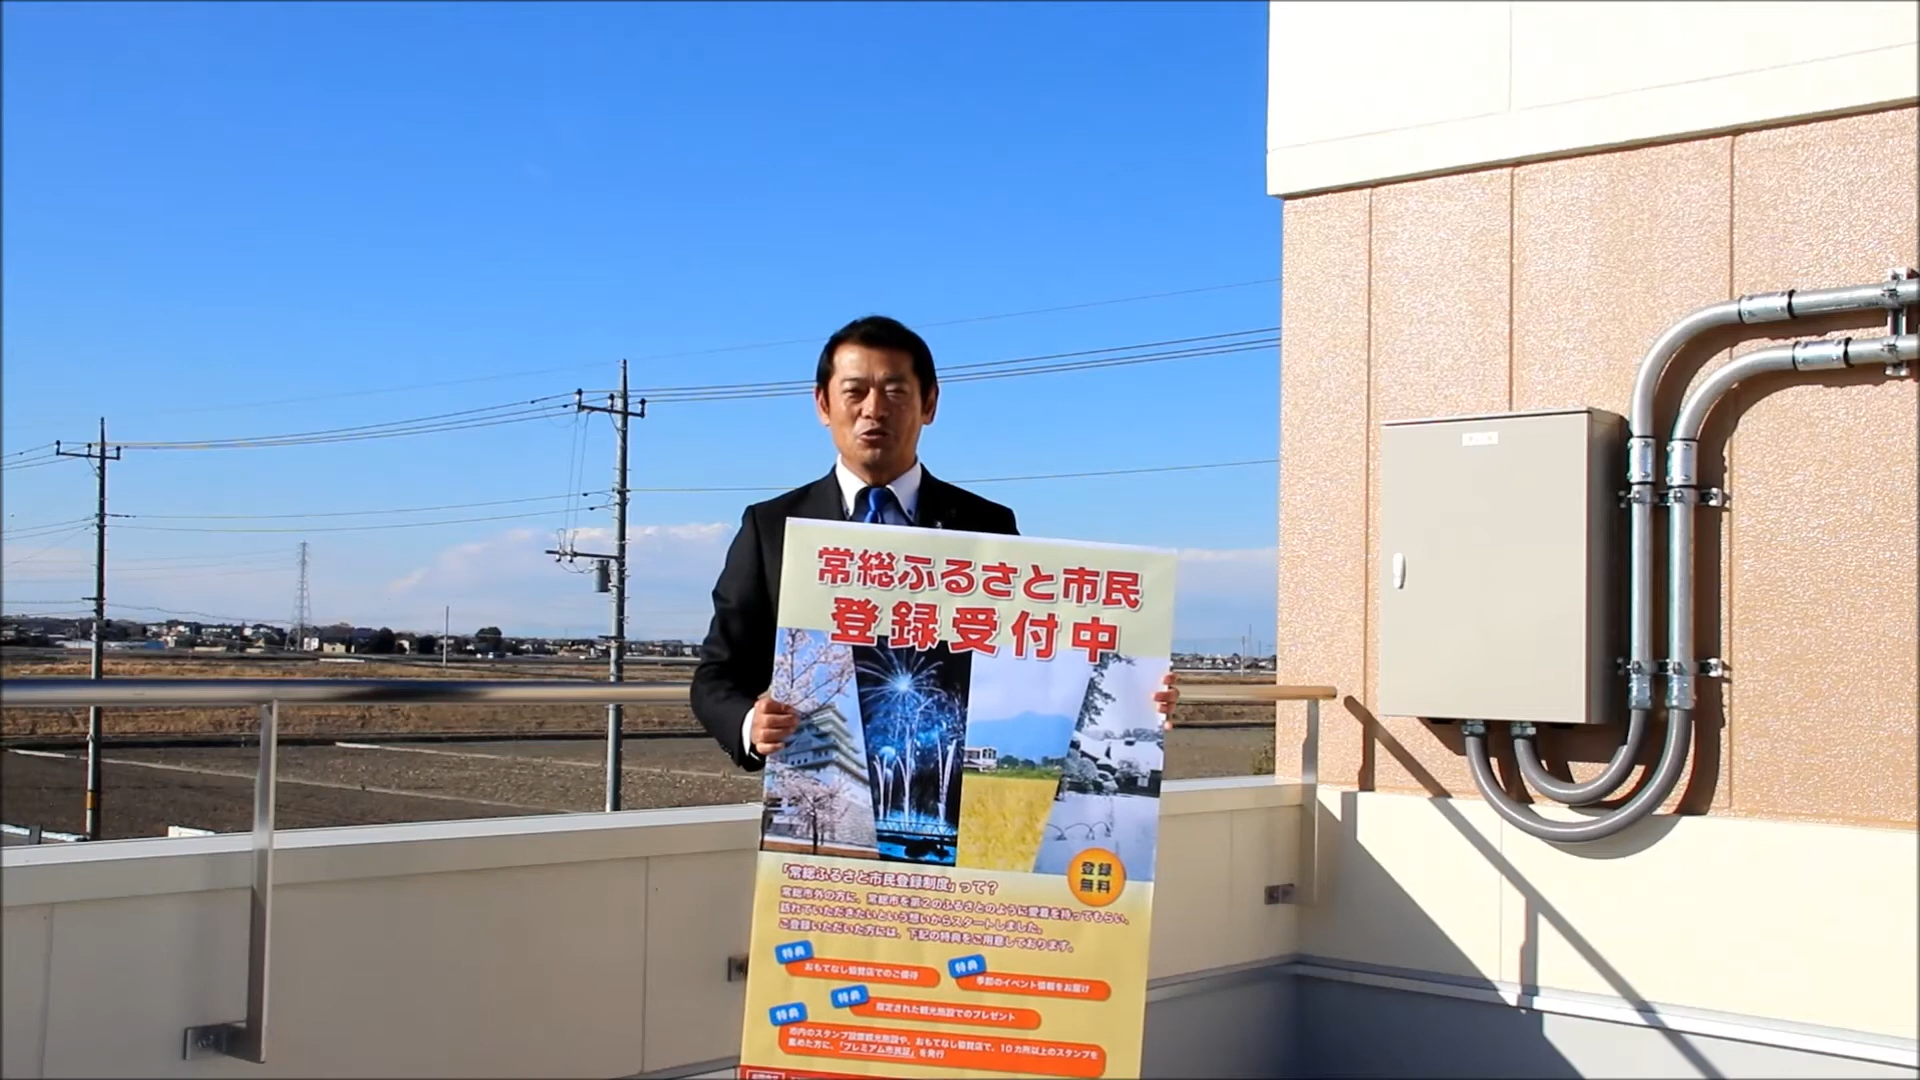 常総ふるさと市民
登録受付中
登録
無料
「常総ふるさと市民登録制度」って？
常総市外の方に、常総市を第２のふるさとのように愛着を持ってもらい、
訪れていただきたいという想いからスタートしました。
ご登録いただいた方には、下記の特典をご用意しております。
特典
おもてなし協賛店でのご優待
特典
季節のイベント情報をお届け
特典
指定された観光施設でのプレゼント
特典
市内のスタンプ設置観光施設や、おもてなし協賛店で、10カ所以上のスタンプを
集めた方に、「プレミアム市民証」を発行